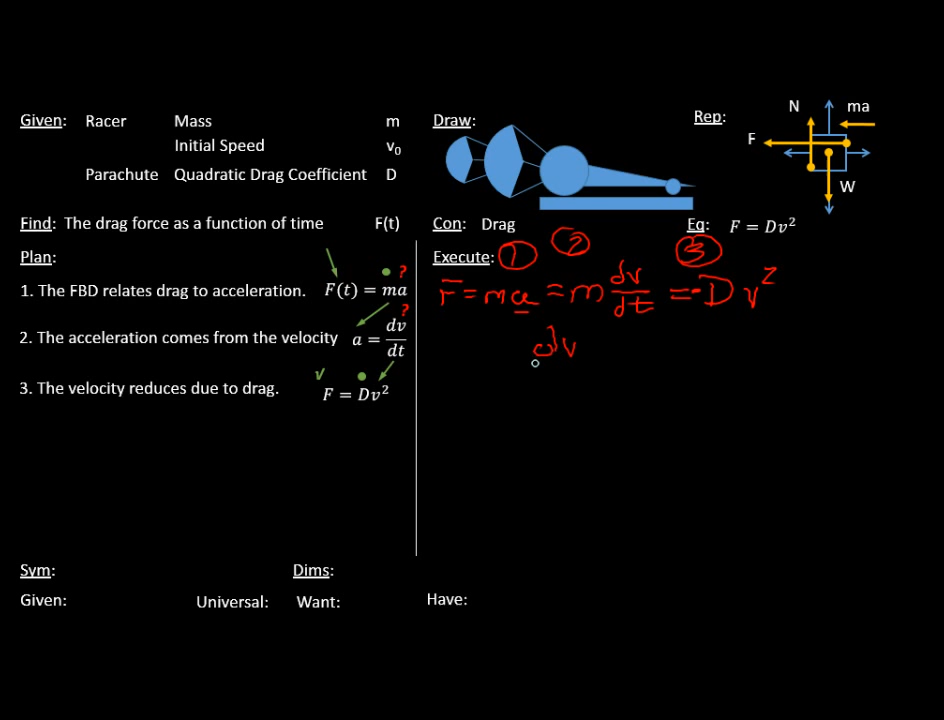 Given: Racer Mass m
Initial Speed v₀
Parachute Quadratic Drag Coefficient D
Draw:
Rep:
N ma
F
W
Find: The drag force as a function of time F(t)
Con: Drag
Eq: F = Dv²
Plan:
1. The FBD relates drag to acceleration. F(t) = ma ?
2. The acceleration comes from the velocity a = dv/dt ?
3. The velocity reduces due to drag. F = Dv² √
Execute: ① ② ③
F = ma = m dv/dt = -D v²
dv
Sym: Dims:
Given: Universal: Want: Have: